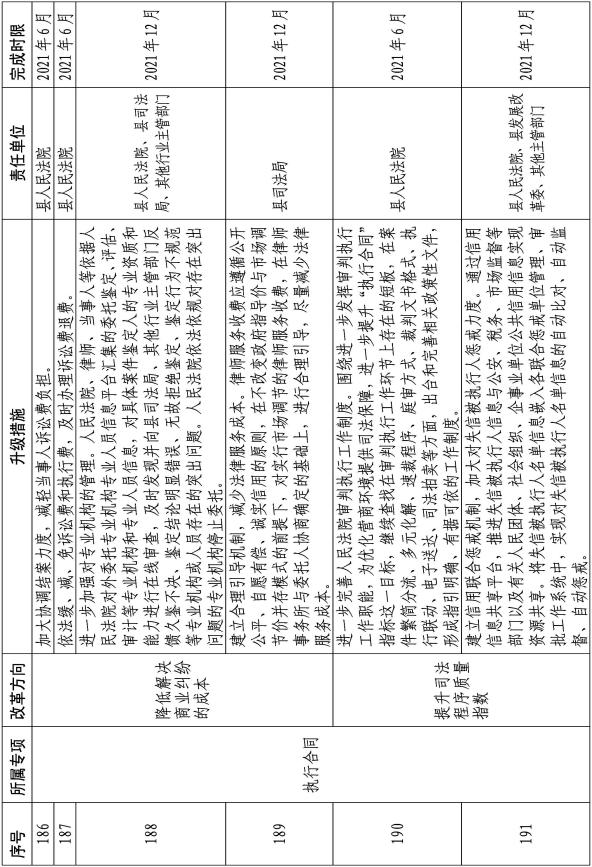 序号
所属专项
改革方向
升级措施
责任单位
完成时限
执行合同
降低解决
商业纠纷
的成本
186
加大协调结案力度，减轻当事人诉讼费负担。
县人民法院
2021年6月
187
依法缓、减、免诉讼费和执行费，及时办理诉讼费退费。
县人民法院
2021年6月
188
进一步加强对专业机构的管理。人民法院、律师、当事人等依据人
民法院对外委托专业机构专业人员信息平台汇集的委托鉴定、评估、
审计等专业机构和专业人员信息，对具体案件鉴定人的专业资质和
能力进行在线审查，及时发现并向县司法局、其他行业主管部门反
馈久鉴不决、鉴定结论明显错误、无故拒绝鉴定、鉴定行为不规范
等专业机构或人员存在的突出问题。人民法院依法依规对存在突出
问题的专业机构停止委托。
县人民法院、县司法
局、其他行业主管部门
2021年12月
189
建立合理引导机制，减少法律服务成本。律师服务收费应遵循公开
公平、自愿有偿、诚实信用的原则，在不改变政府指导价与市场调
节价并存模式的前提下，对实行市场调节的律师服务收费，在律师
事务所与委托人协商确定的基础上，进行合理引导，尽量减少法律
服务成本。
县司法局
2021年12月
提升司法
程序质量
指数
190
进一步完善人民法院审判执行工作制度。围绕进一步发挥审判执行
工作职能，为优化营商环境提供司法保障，进一步提升“执行合同”
指标这一目标，继续查找在审判执行工作环节上存在的短板，在案
件繁简分流、多元化解、速裁程序、庭审方式、裁判文书格式、执
行联动、电子送达、司法拍卖等方面，出台和完善相关政策性文件，
形成指引明确、有据可依的工作制度。
县人民法院
2021年6月
191
建立信用联合惩戒机制，加大对失信被执行人惩戒力度。通过信用
信息共享平台，推进失信被执行人信息与公安、税务、市场监督等
部门以及有关人民团体、社会组织、企事业单位公共信用信息实现
资源共享。将失信被执行人名单信息嵌入各联合惩戒单位管理、审
批工作系统中，实现对失信被执行人名单信息的自动比对、自动监
督、自动惩戒。
县人民法院、县发展改
革委、其他主管部门
2021年12月